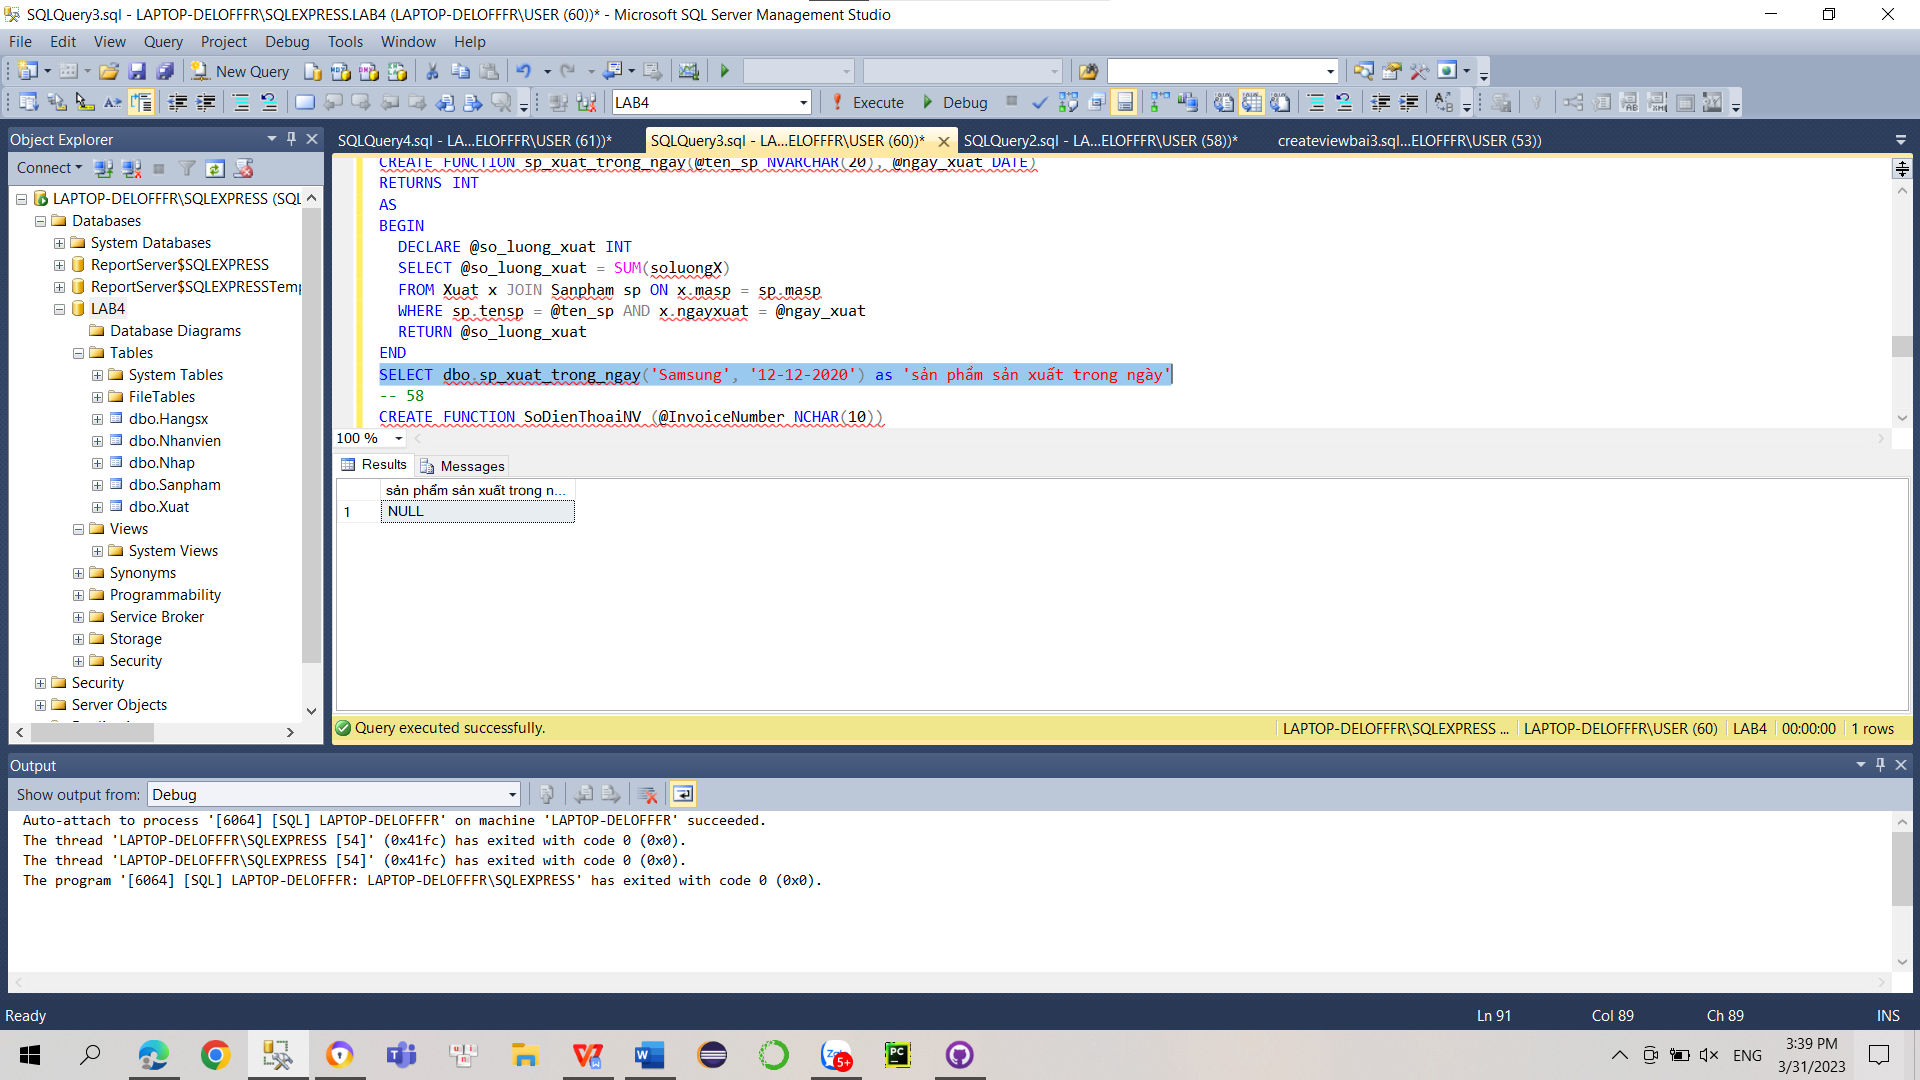 SQLQuery3.sql - LAPTOP-DELOFFFR\SQLEXPRESS.LAB4 (LAPTOP-DELOFFFR\USER (60))* - Microsoft SQL Server Management Studio
File Edit View Query Project Debug Tools Window Help
New Query
LAB4 Execute Debug
Object Explorer
Connect
LAPTOP-DELOFFFR\SQLEXPRESS (SQL
Databases
System Databases
ReportServer$SQLEXPRESS
ReportServer$SQLEXPRESSTemp
LAB4
Database Diagrams
Tables
System Tables
FileTables
dbo.Hangsx
dbo.Nhanvien
dbo.Nhap
dbo.Sanpham
dbo.Xuat
Views
System Views
Synonyms
Programmability
Service Broker
Storage
Security
Security
Server Objects
SQLQuery4.sql - LA...ELOFFFR\USER (61))* SQLQuery3.sql - LA...ELOFFFR\USER (60))* SQLQuery2.sql - LA...ELOFFFR\USER (58))* createviewbai3.sql...ELOFFFR\USER (53))
CREATE FUNCTION sp_xuat_trong_ngay(@ten_sp NVARCHAR(20), @ngay_xuat DATE)
RETURNS INT
AS
BEGIN
DECLARE @so_luong_xuat INT
SELECT @so_luong_xuat = SUM(soluongX)
FROM Xuat x JOIN Sanpham sp ON x.masp = sp.masp
WHERE sp.tensp = @ten_sp AND x.ngayxuat = @ngay_xuat
RETURN @so_luong_xuat
END
SELECT dbo.sp_xuat_trong_ngay('Samsung', '12-12-2020') as 'sản phẩm sản xuất trong ngày'
-- 58
CREATE FUNCTION SoDienThoaiNV (@InvoiceNumber NCHAR(10))
100 %
Results Messages
sản phẩm sản xuất trong n...
1 NULL
Query executed successfully. LAPTOP-DELOFFFR\SQLEXPRESS ... LAPTOP-DELOFFFR\USER (60) LAB4 00:00:00 1 rows
Output
Show output from: Debug
Auto-attach to process '[6064] [SQL] LAPTOP-DELOFFFR' on machine 'LAPTOP-DELOFFFR' succeeded.
The thread 'LAPTOP-DELOFFFR\SQLEXPRESS [54]' (0x41fc) has exited with code 0 (0x0).
The thread 'LAPTOP-DELOFFFR\SQLEXPRESS [54]' (0x41fc) has exited with code 0 (0x0).
The program '[6064] [SQL] LAPTOP-DELOFFFR: LAPTOP-DELOFFFR\SQLEXPRESS' has exited with code 0 (0x0).
Ready Ln 91 Col 89 Ch 89 INS
5+ PC ENG 3:39 PM
3/31/2023